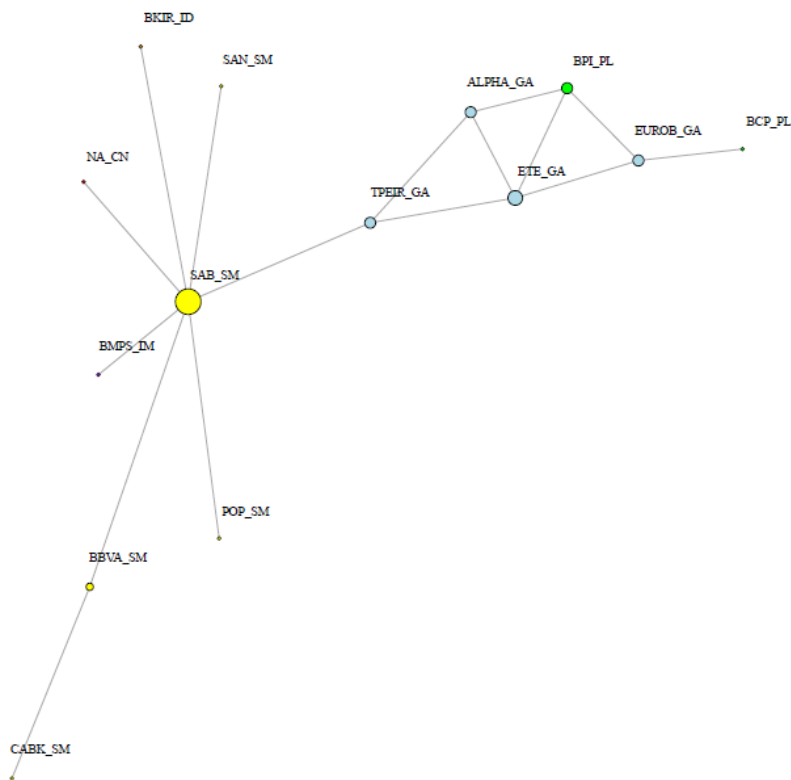 BKIR_ID
SAN_SM
BPI_PL
ALPHA_GA
BCP_PL
EUROB_GA
NA_CN
ETE_GA
TPEIR_GA
SAB_SM
BMPS_IM
POP_SM
BBVA_SM
CABK_SM